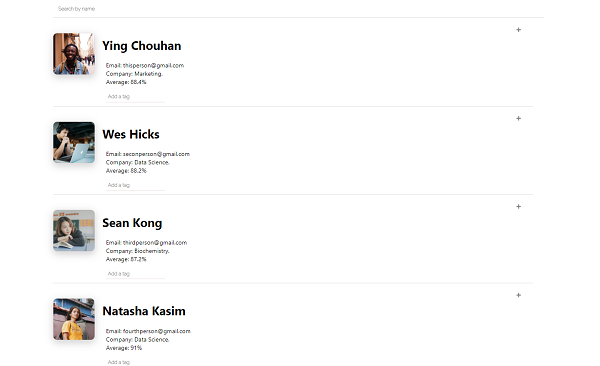 Search by name
+
Ying Chouhan
Email: thisperson@gmail.com
Company: Marketing.
Average: 88.4%
Add a tag
+
Wes Hicks
Email: seconperson@gmail.com
Company: Data Science.
Average: 88.2%
Add a tag
+
Sean Kong
Email: thirdperson@gmail.com
Company: Biochemistry.
Average: 87.2%
Add a tag
+
Natasha Kasim
Email: fourthperson@gmail.com
Company: Data Science.
Average: 91%
Add a tag